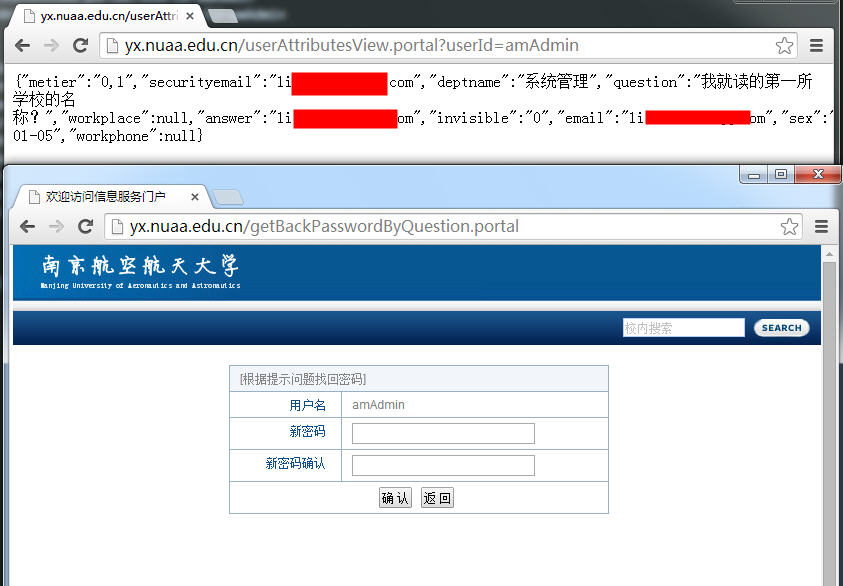 yx.nuaa.edu.cn/userAttri
yx.nuaa.edu.cn/userAttributesView.portal?userId=amAdmin
{"metier":"0,1","securityemail":"li com","deptname":"系统管理","question":"我就读的第一所
学校的名
称？","workplace":null,"answer":"li om","invisible":"0","email":"li om","sex":"
01-05","workphone":null}
欢迎访问信息服务门户
yx.nuaa.edu.cn/getBackPasswordByQuestion.portal
南京航空航天大学
Nanjing University of Aeronautics and Astronautics
校内搜索 SEARCH
[根据提示问题找回密码]
用户名 amAdmin
新密码
新密码确认
确认 返回